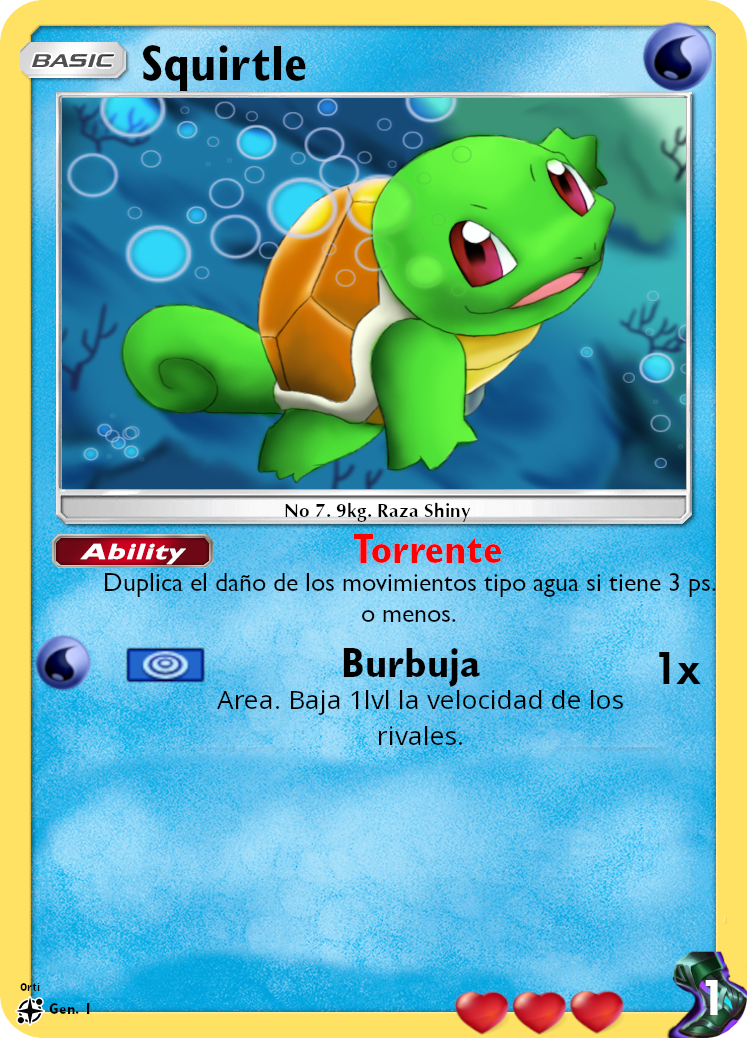 BASIC Squirtle
No 7. 9kg. Raza Shiny
Ability Torrente
Duplica el daño de los movimientos tipo agua si tiene 3 ps.
o menos.
Burbuja 1x
Area. Baja 1lvl la velocidad de los
rivales.
Orti
Gen. 1
1